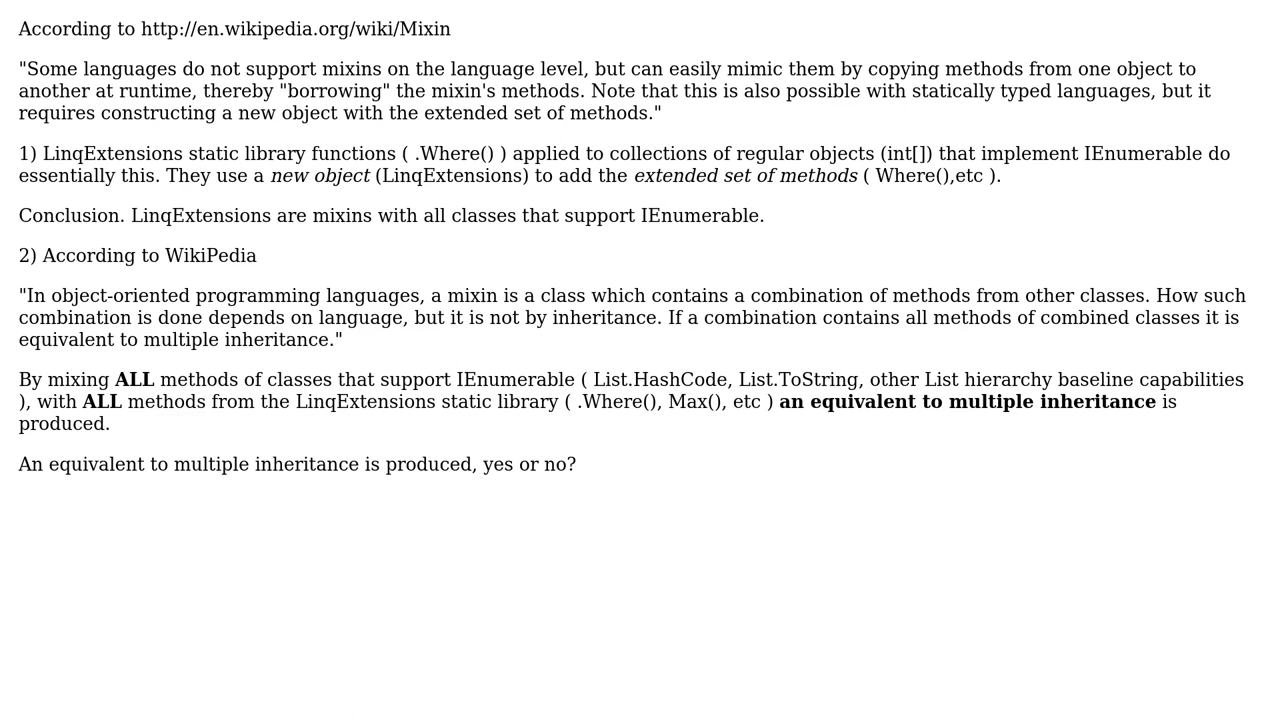 According to http://en.wikipedia.org/wiki/Mixin
"Some languages do not support mixins on the language level, but can easily mimic them by copying methods from one object to
another at runtime, thereby "borrowing" the mixin's methods. Note that this is also possible with statically typed languages, but it
requires constructing a new object with the extended set of methods."
1) LinqExtensions static library functions ( .Where() ) applied to collections of regular objects (int[]) that implement IEnumerable do
essentially this. They use a new object (LinqExtensions) to add the extended set of methods ( Where(),etc ).
Conclusion. LinqExtensions are mixins with all classes that support IEnumerable.
2) According to WikiPedia
"In object-oriented programming languages, a mixin is a class which contains a combination of methods from other classes. How such
combination is done depends on language, but it is not by inheritance. If a combination contains all methods of combined classes it is
equivalent to multiple inheritance."
By mixing ALL methods of classes that support IEnumerable ( List.HashCode, List.ToString, other List hierarchy baseline capabilities
), with ALL methods from the LinqExtensions static library ( .Where(), Max(), etc ) an equivalent to multiple inheritance is
produced.
An equivalent to multiple inheritance is produced, yes or no?